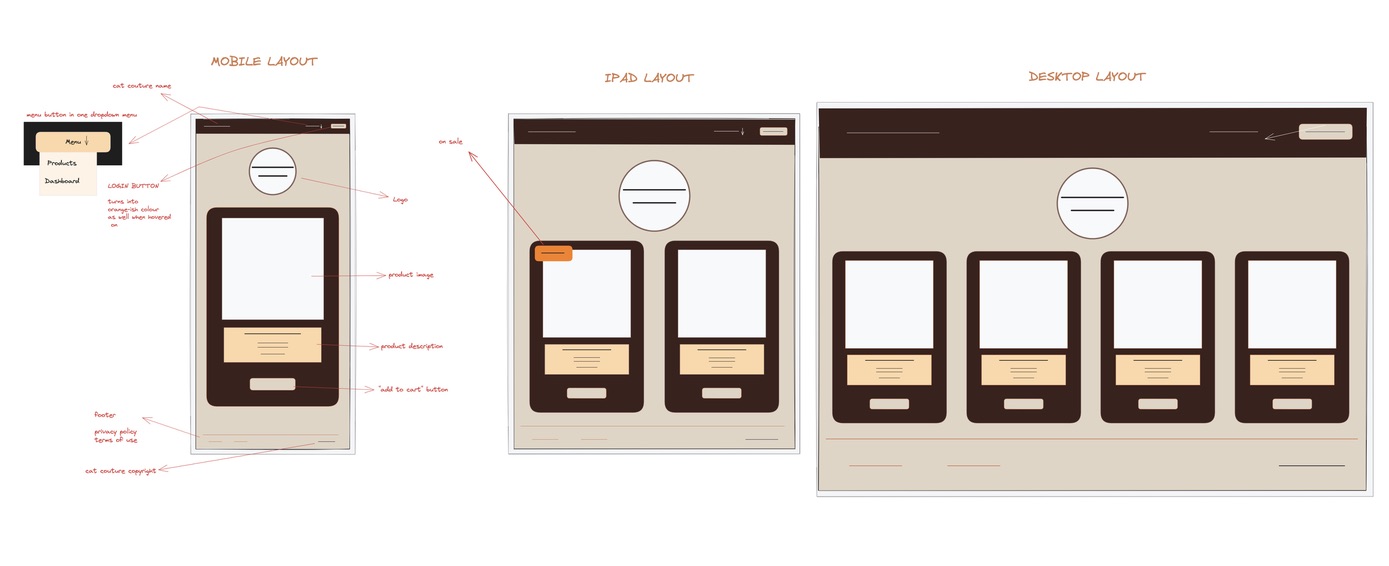 MOBILE LAYOUT
IPAD LAYOUT
DESKTOP LAYOUT
cat couture name
menu button in one dropdown menu
Menu
Products
Dashboard
LOGIN BUTTON
turns into
orange-ish colour
as well when hovered
on
on sale
Logo
product image
product description
"add to cart" button
footer
privacy policy
terms of use
cat couture copyright